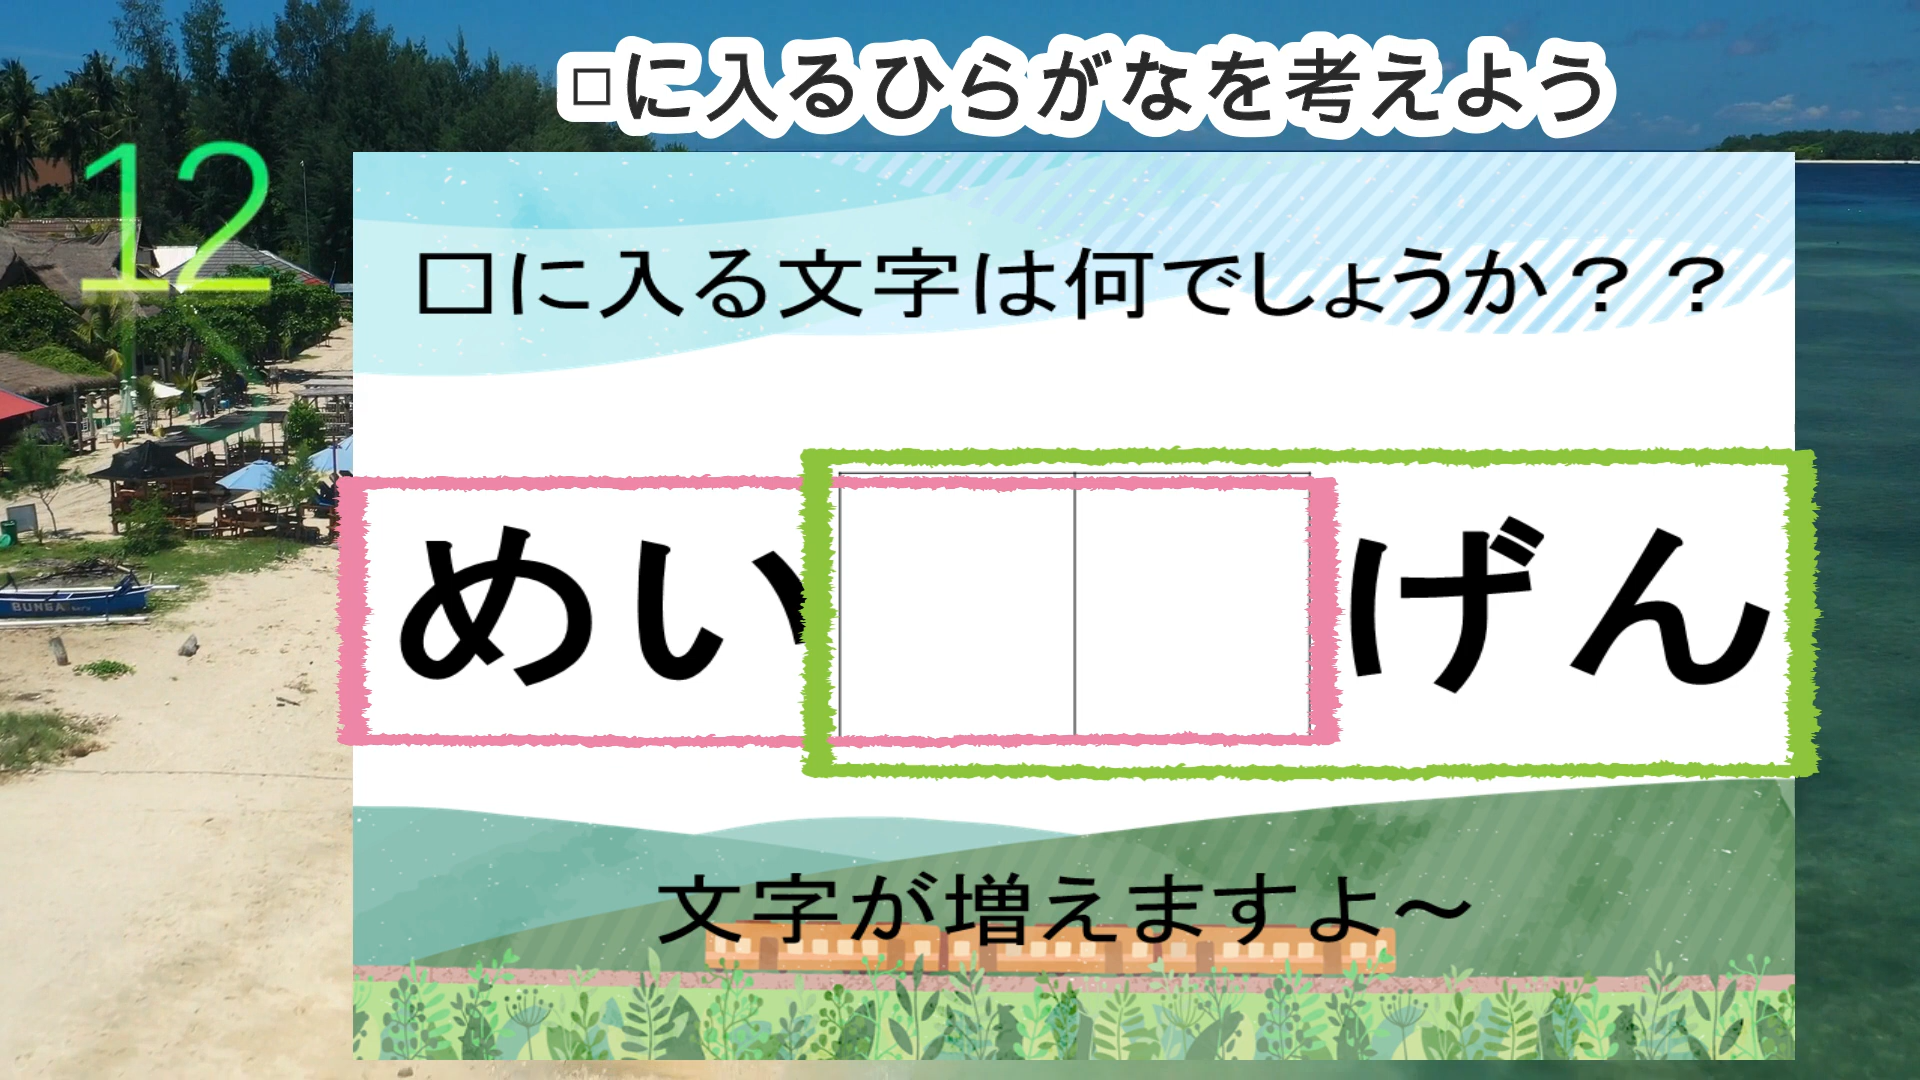 □に入るひらがなを考えよう
12
□に入る文字は何でしょうか？？
めい□□げん
文字が増えますよ～
BUNGA